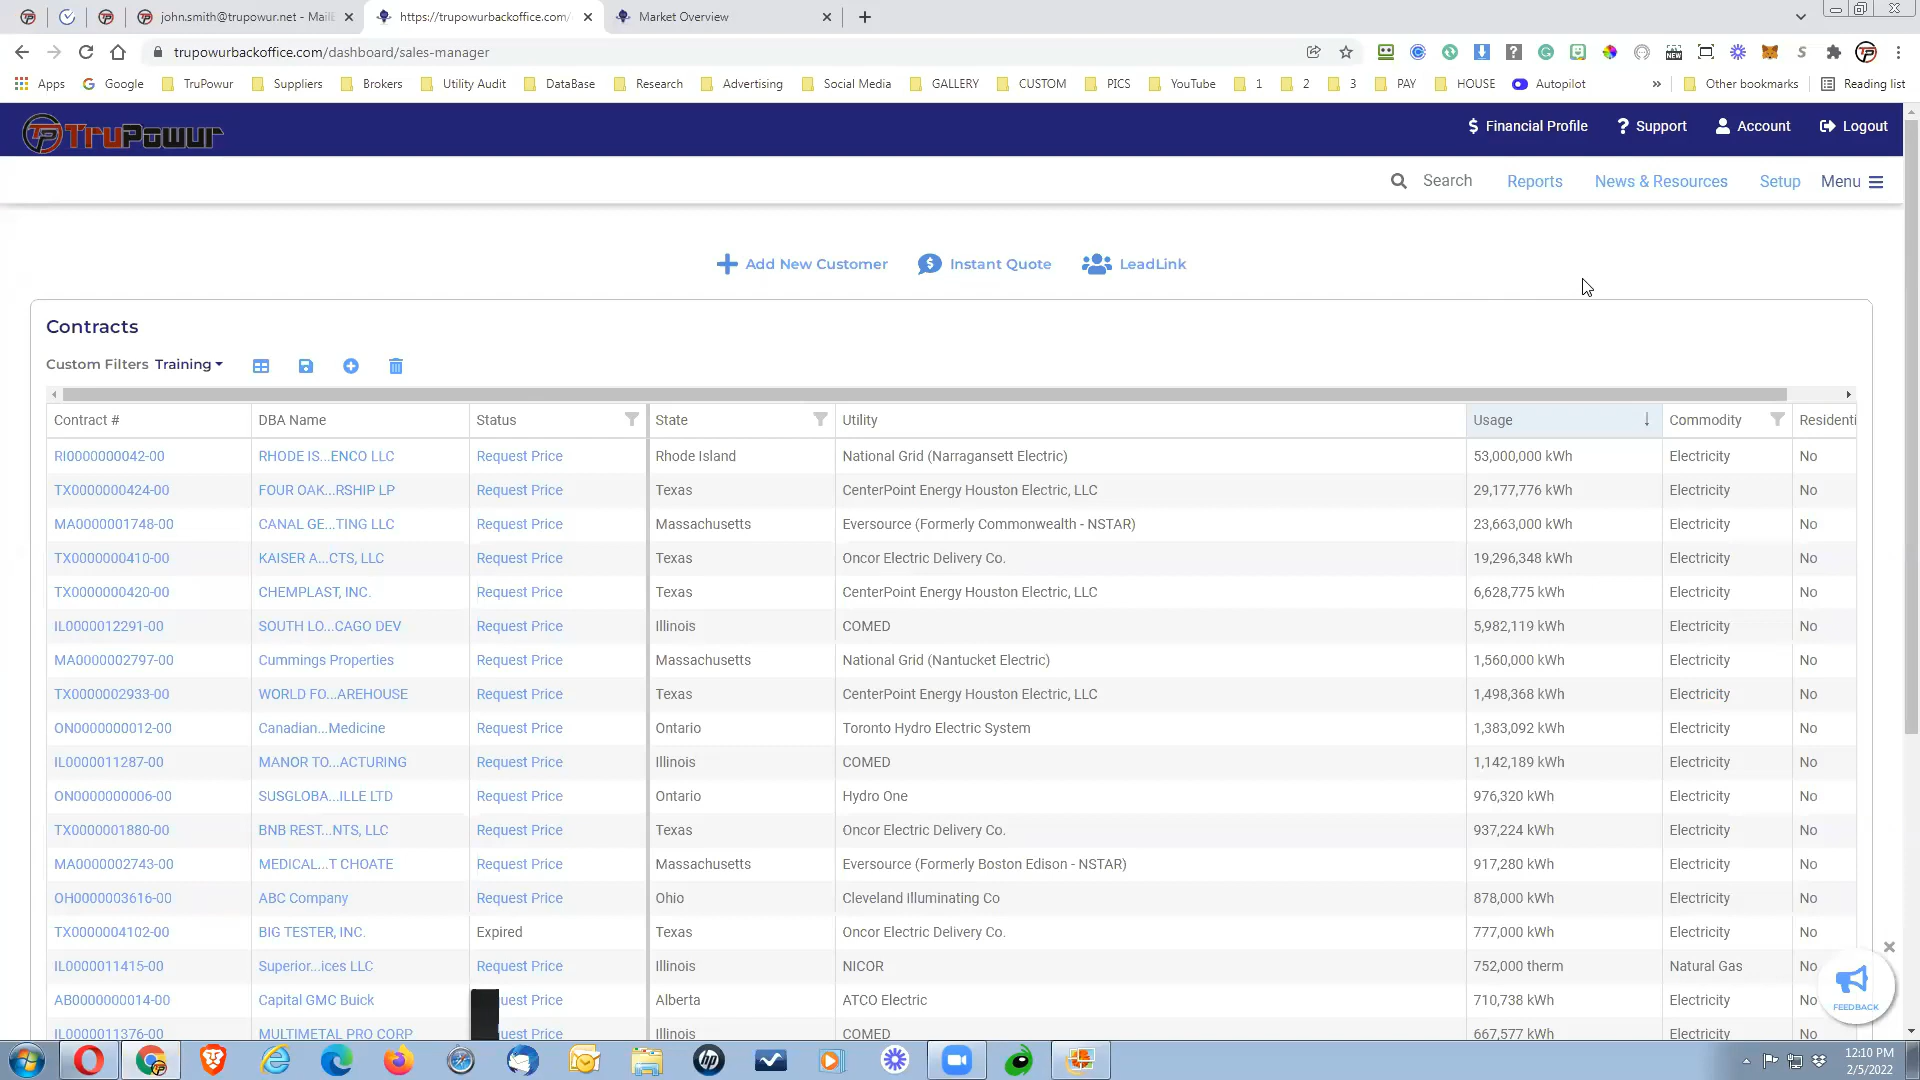 john.smith@trupowur.net - MailE
https://trupowurbackoffice.com/
Market Overview
trupowurbackoffice.com/dashboard/sales-manager
Apps Google TruPowur Suppliers Brokers Utility Audit DataBase Research Advertising Social Media GALLERY CUSTOM PICS YouTube 1 2 3 PAY HOUSE Autopilot » Other bookmarks Reading list
TruPowur
$ Financial Profile ? Support Account Logout
Search Reports News & Resources Setup Menu
Add New Customer Instant Quote LeadLink
Contracts
Custom Filters Training
Contract # DBA Name Status State Utility Usage ↓ Commodity Residenti
RI0000000042-00 RHODE IS...ENCO LLC Request Price Rhode Island National Grid (Narragansett Electric) 53,000,000 kWh Electricity No
TX0000000424-00 FOUR OAK...RSHIP LP Request Price Texas CenterPoint Energy Houston Electric, LLC 29,177,776 kWh Electricity No
MA0000001748-00 CANAL GE...TING LLC Request Price Massachusetts Eversource (Formerly Commonwealth - NSTAR) 23,663,000 kWh Electricity No
TX0000000410-00 KAISER A...CTS, LLC Request Price Texas Oncor Electric Delivery Co. 19,296,348 kWh Electricity No
TX0000000420-00 CHEMPLAST, INC. Request Price Texas CenterPoint Energy Houston Electric, LLC 6,628,775 kWh Electricity No
IL0000012291-00 SOUTH LO...CAGO DEV Request Price Illinois COMED 5,982,119 kWh Electricity No
MA0000002797-00 Cummings Properties Request Price Massachusetts National Grid (Nantucket Electric) 1,560,000 kWh Electricity No
TX0000002933-00 WORLD FO...AREHOUSE Request Price Texas CenterPoint Energy Houston Electric, LLC 1,498,368 kWh Electricity No
ON0000000012-00 Canadian...Medicine Request Price Ontario Toronto Hydro Electric System 1,383,092 kWh Electricity No
IL0000011287-00 MANOR TO...ACTURING Request Price Illinois COMED 1,142,189 kWh Electricity No
ON0000000006-00 SUSGLOBA...ILLE LTD Request Price Ontario Hydro One 976,320 kWh Electricity No
TX0000001880-00 BNB REST...NTS, LLC Request Price Texas Oncor Electric Delivery Co. 937,224 kWh Electricity No
MA0000002743-00 MEDICAL...T CHOATE Request Price Massachusetts Eversource (Formerly Boston Edison - NSTAR) 917,280 kWh Electricity No
OH0000003616-00 ABC Company Request Price Ohio Cleveland Illuminating Co 878,000 kWh Electricity No
TX0000004102-00 BIG TESTER, INC. Expired Texas Oncor Electric Delivery Co. 777,000 kWh Electricity No
IL0000011415-00 Superior...ices LLC Request Price Illinois NICOR 752,000 therm Natural Gas No
AB0000000014-00 Capital GMC Buick uest Price Alberta ATCO Electric 710,738 kWh Electricity No
IL0000011376-00 MULTIMETAL PRO CORP uest Price Illinois COMED 667,577 kWh Electricity No
FEEDBACK
12:10 PM
2/5/2022